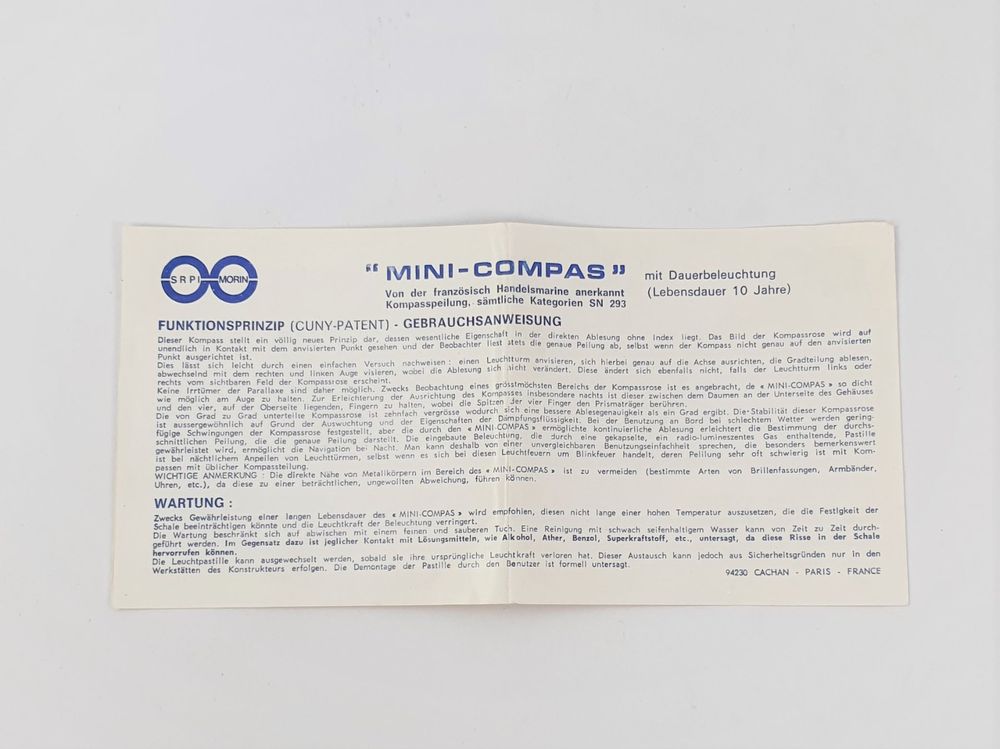 SRPI MORIN
" MINI-COMPAS "
mit Dauerbeleuchtung
(Lebensdauer 10 Jahre)
Von der französisch Handelsmarine anerkannt
Kompasspeilung, sämtliche Kategorien SN 293
FUNKTIONSPRINZIP (CUNY-PATENT) - GEBRAUCHSANWEISUNG
Dieser Kompass stellt ein völlig neues Prinzip dar, dessen wesentliche Eigenschaft in der direkten Ablesung ohne Index liegt. Das Bild der Kompassrose wird auf
unendlich in Kontakt mit dem anvisierten Punkt gesehen und der Beobachter liest stets die genaue Peilung ab, selbst wenn der Kompass nicht genau auf den anvisierten
Punkt ausgerichtet ist.
Dies lässt sich leicht durch einen einfachen Versuch nachweisen : einen Leuchtturm anvisieren, sich hierbei genau auf die Achse ausrichten, die Gradteilung ablesen,
abwechselnd mit dem rechten und linken Auge visieren, wobei die Ablesung sich nicht verändert. Diese ändert sich ebenfalls nicht, falls der Leuchtturm links oder
rechts vom sichtbaren Feld der Kompassrose erscheint.
Keine Irrtümer der Parallaxe sind daher möglich. Zwecks Beobachtung eines grösstmöchsten Bereichs der Kompassrose ist es angebracht, de « MINI-COMPAS » so dicht
wie möglich am Auge zu halten. Zur Erleichterung der Ausrichtung des Kompasses insbesondere nachts ist dieser zwischen dem Daumen an der Unterseite des Gehäuses
und den vier, auf der Oberseite liegenden, Fingern zu halten, wobei die Spitzen der vier Finger den Prismaträger berühren.
Die von Grad zu Grad unterteilte Kompassrose ist zehnfach vergrösse wodurch sich eine bessere Ablesegenauigkeit als ein Grad ergibt. Die Stabilität dieser Kompassrose
ist aussergewöhnlich auf Grund der Auswuchtung und der Eigenschaften der Dämpfungsflüssigkeit. Bei der Benutzung an Bord bei schlechtem Wetter werden gering-
fügige Schwingungen der Kompassrose festgestellt, aber die durch den « MINI COMPAS » ermöglichte kontinuierliche Ablesung erleichtert die Bestimmung der durchs-
schnittlichen Peilung, die die genaue Peilung darstellt. Die eingebaute Beleuchtung, die durch eine gekapselte, ein radio-lumineszentes Gas enthaltende, Pastille
gewährleistet wird, ermöglicht die Navigation bei Nacht. Man kann deshalb von einer unvergleichbaren Benutzungseinfachheit sprechen, die besonders bemerkenswert
ist bei nächtlichem Anpeilen von Leuchttürmen, selbst wenn es sich bei diesen Leuchtfeuern um Blinkfeuer handelt, deren Peillung sehr oft schwierig ist mit Kom-
passen mit üblicher Kompassteilung.
WICHTIGE ANMERKUNG : Die direkte Nähe von Metallkörpern im Bereich des « MINI-COMPAS » ist zu vermeiden (bestimmte Arten von Brillenfassungen, Armbänder,
Uhren, etc.), da diese zu einer beträchtlichen, ungewollten Abweichung, führen können.
WARTUNG :
Zwecks Gewährleistung einer langen Lebensdauer des « MINI-COMPAS » wird empfohlen, diesen nicht lange einer hohen Temperatur auszusetzen, die die Festigkeit der
Schale beeinträchtigen könnte und die Leuchtkraft der Beleuchtung verringert.
Die Wartung beschränkt sich auf abwischen mit einem feinen und sauberen Tuch. Eine Reinigung mit schwach seifenhaltigem Wasser kann von Zeit zu Zeit durch-
geführt werden. Im Gegensatz dazu ist jeglicher Kontakt mit Lösungsmitteln, wie Alkohol, Ather, Benzol, Superkraftstoff, etc., untersagt, da diese Risse in der Schale
hervorrufen können.
Die Leuchtpastille kann ausgewechselt werden, sobald sie ihre ursprüngliche Leuchtkraft verloren hat. Dieser Austausch kann jedoch aus Sicherheitsgründen nur in den
Werkstätten des Konstrukteurs erfolgen. Die Demontage der Pastille durch den Benutzer ist formell untersagt.
94230 CACHAN - PARIS - FRANCE